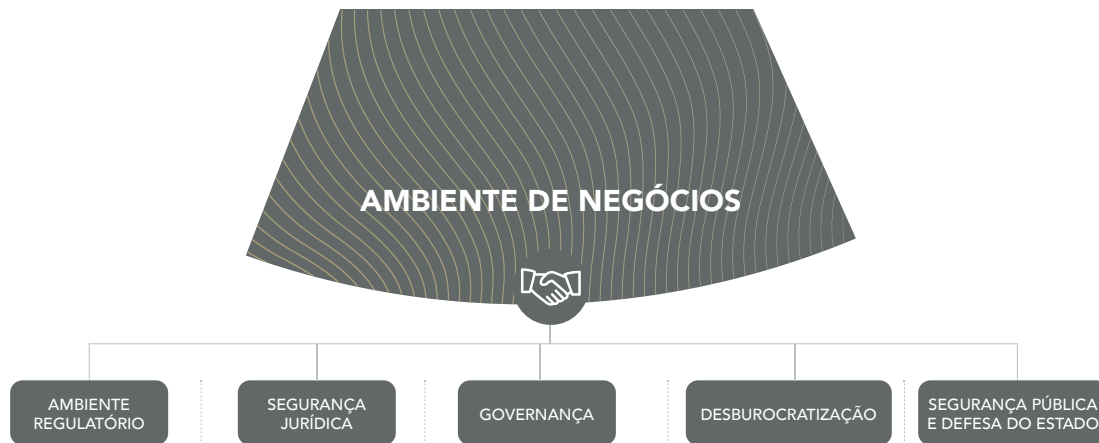 AMBIENTE DE NEGÓCIOS
AMBIENTE
REGULATÓRIO
SEGURANÇA
JURÍDICA
GOVERNANÇA
DESBUROCRATIZAÇÃO
SEGURANÇA PÚBLICA
E DEFESA DO ESTADO